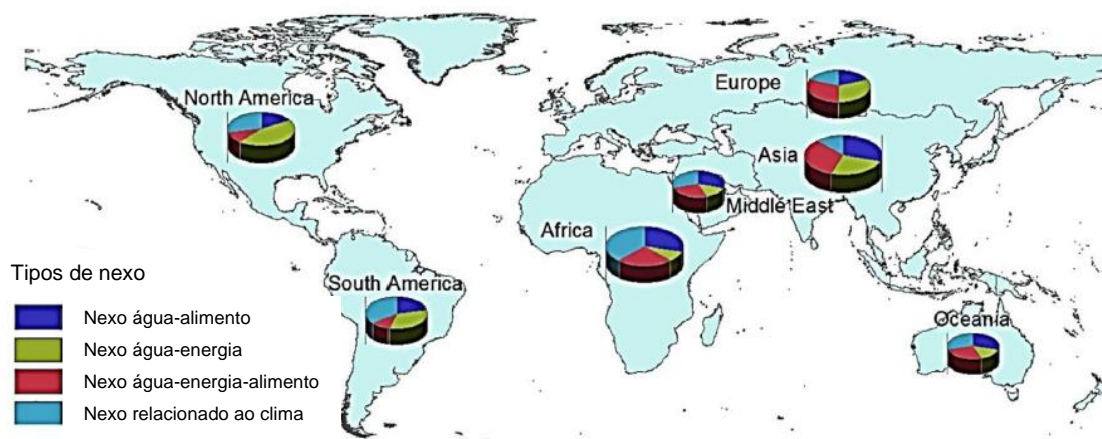 North America
Europe
Asia
Middle East
Africa
South America
Oceania
Tipos de nexo
Nexo água-alimento
Nexo água-energia
Nexo água-energia-alimento
Nexo relacionado ao clima